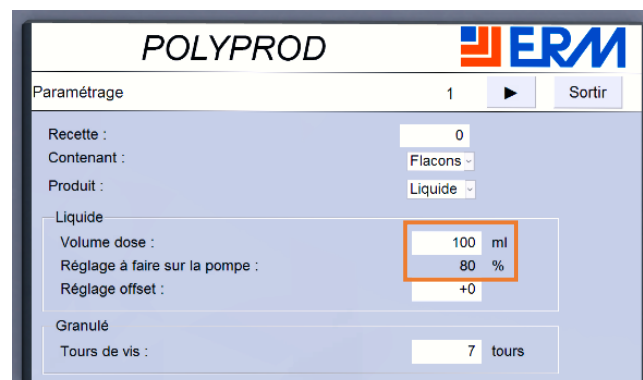 POLYPROD ERM
Paramétrage 1 ► Sortir
Recette : 0
Contenant : Flacons
Produit : Liquide
Liquide
Volume dose : 100 ml
Réglage à faire sur la pompe : 80 %
Réglage offset : +0
Granulé
Tours de vis : 7 tours